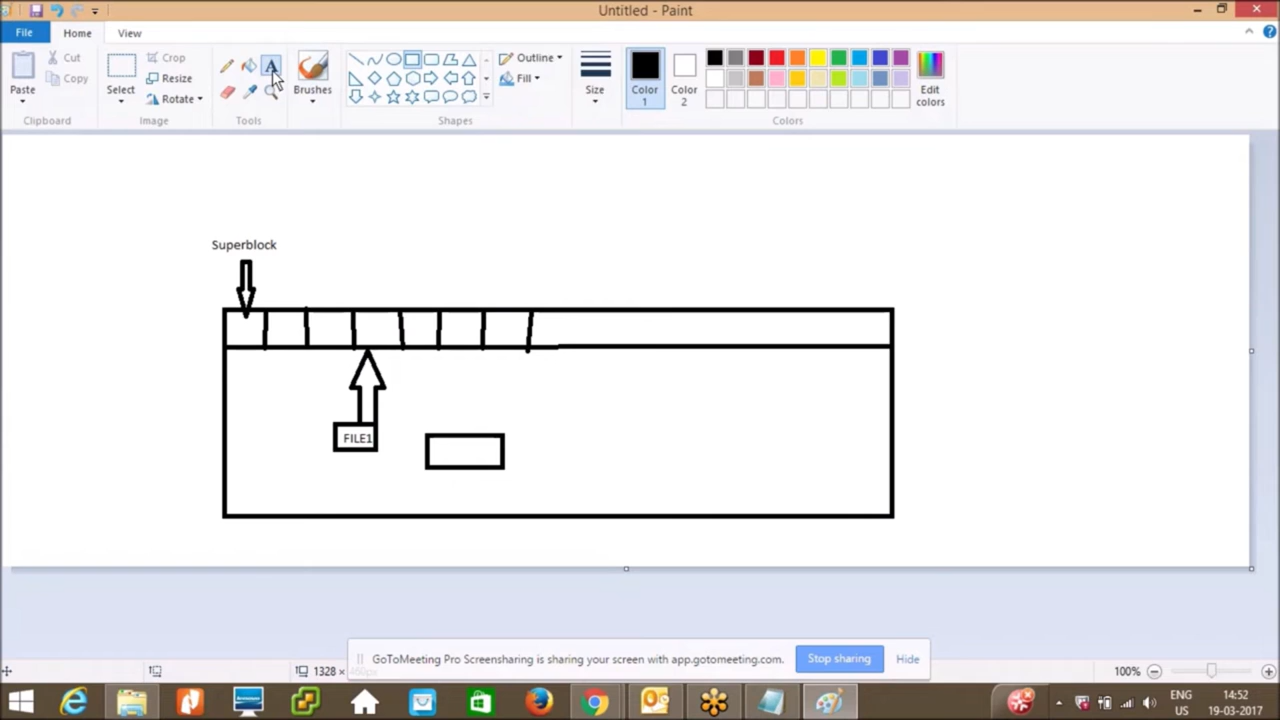 Untitled - Paint
File
Home
View
Cut
Crop
Copy
Resize
Outline
Fill
Paste
Select
Rotate
Brushes
Size
Color
1
Color
2
Edit
colors
Clipboard
Image
Tools
Shapes
Colors
Superblock
FILE1
GoToMeeting Pro Screensharing is sharing your screen with app.gotomeeting.com.
Stop sharing
Hide
1328 ×
100%
ENG
US
14:52
19-03-2017